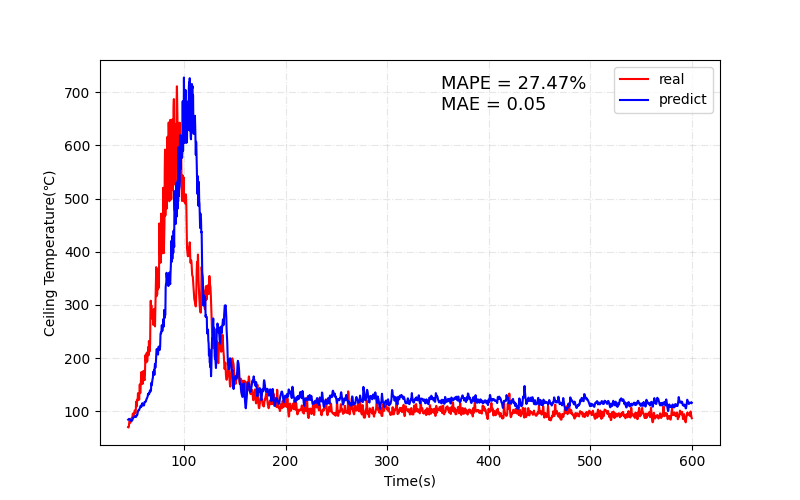 MAPE = 27.47%
MAE = 0.05
real
predict
Ceiling Temperature(℃)
700
600
500
400
300
200
100
100 200 300 400 500 600
Time(s)